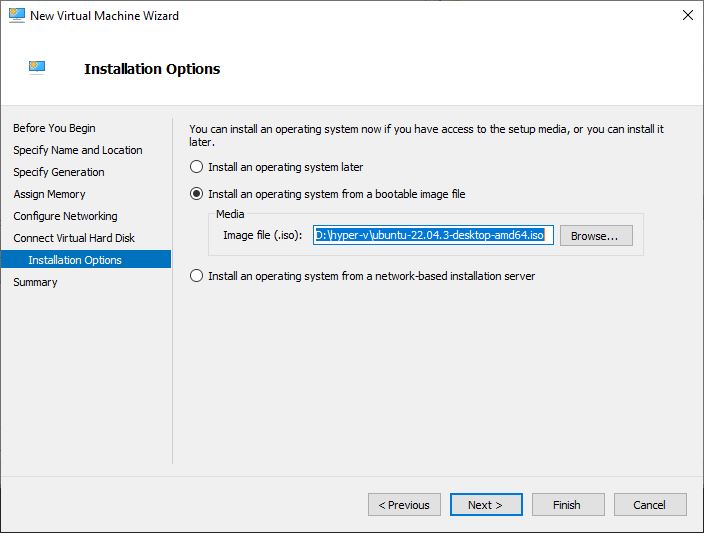 New Virtual Machine Wizard
Installation Options
Before You Begin
Specify Name and Location
Specify Generation
Assign Memory
Configure Networking
Connect Virtual Hard Disk
Installation Options
Summary
You can install an operating system now if you have access to the setup media, or you can install it
later.
Install an operating system later
Install an operating system from a bootable image file
Media
Image file (.iso): D:\hyper-v\ubuntu-22.04.3-desktop-amd64.iso Browse...
Install an operating system from a network-based installation server
< Previous Next > Finish Cancel